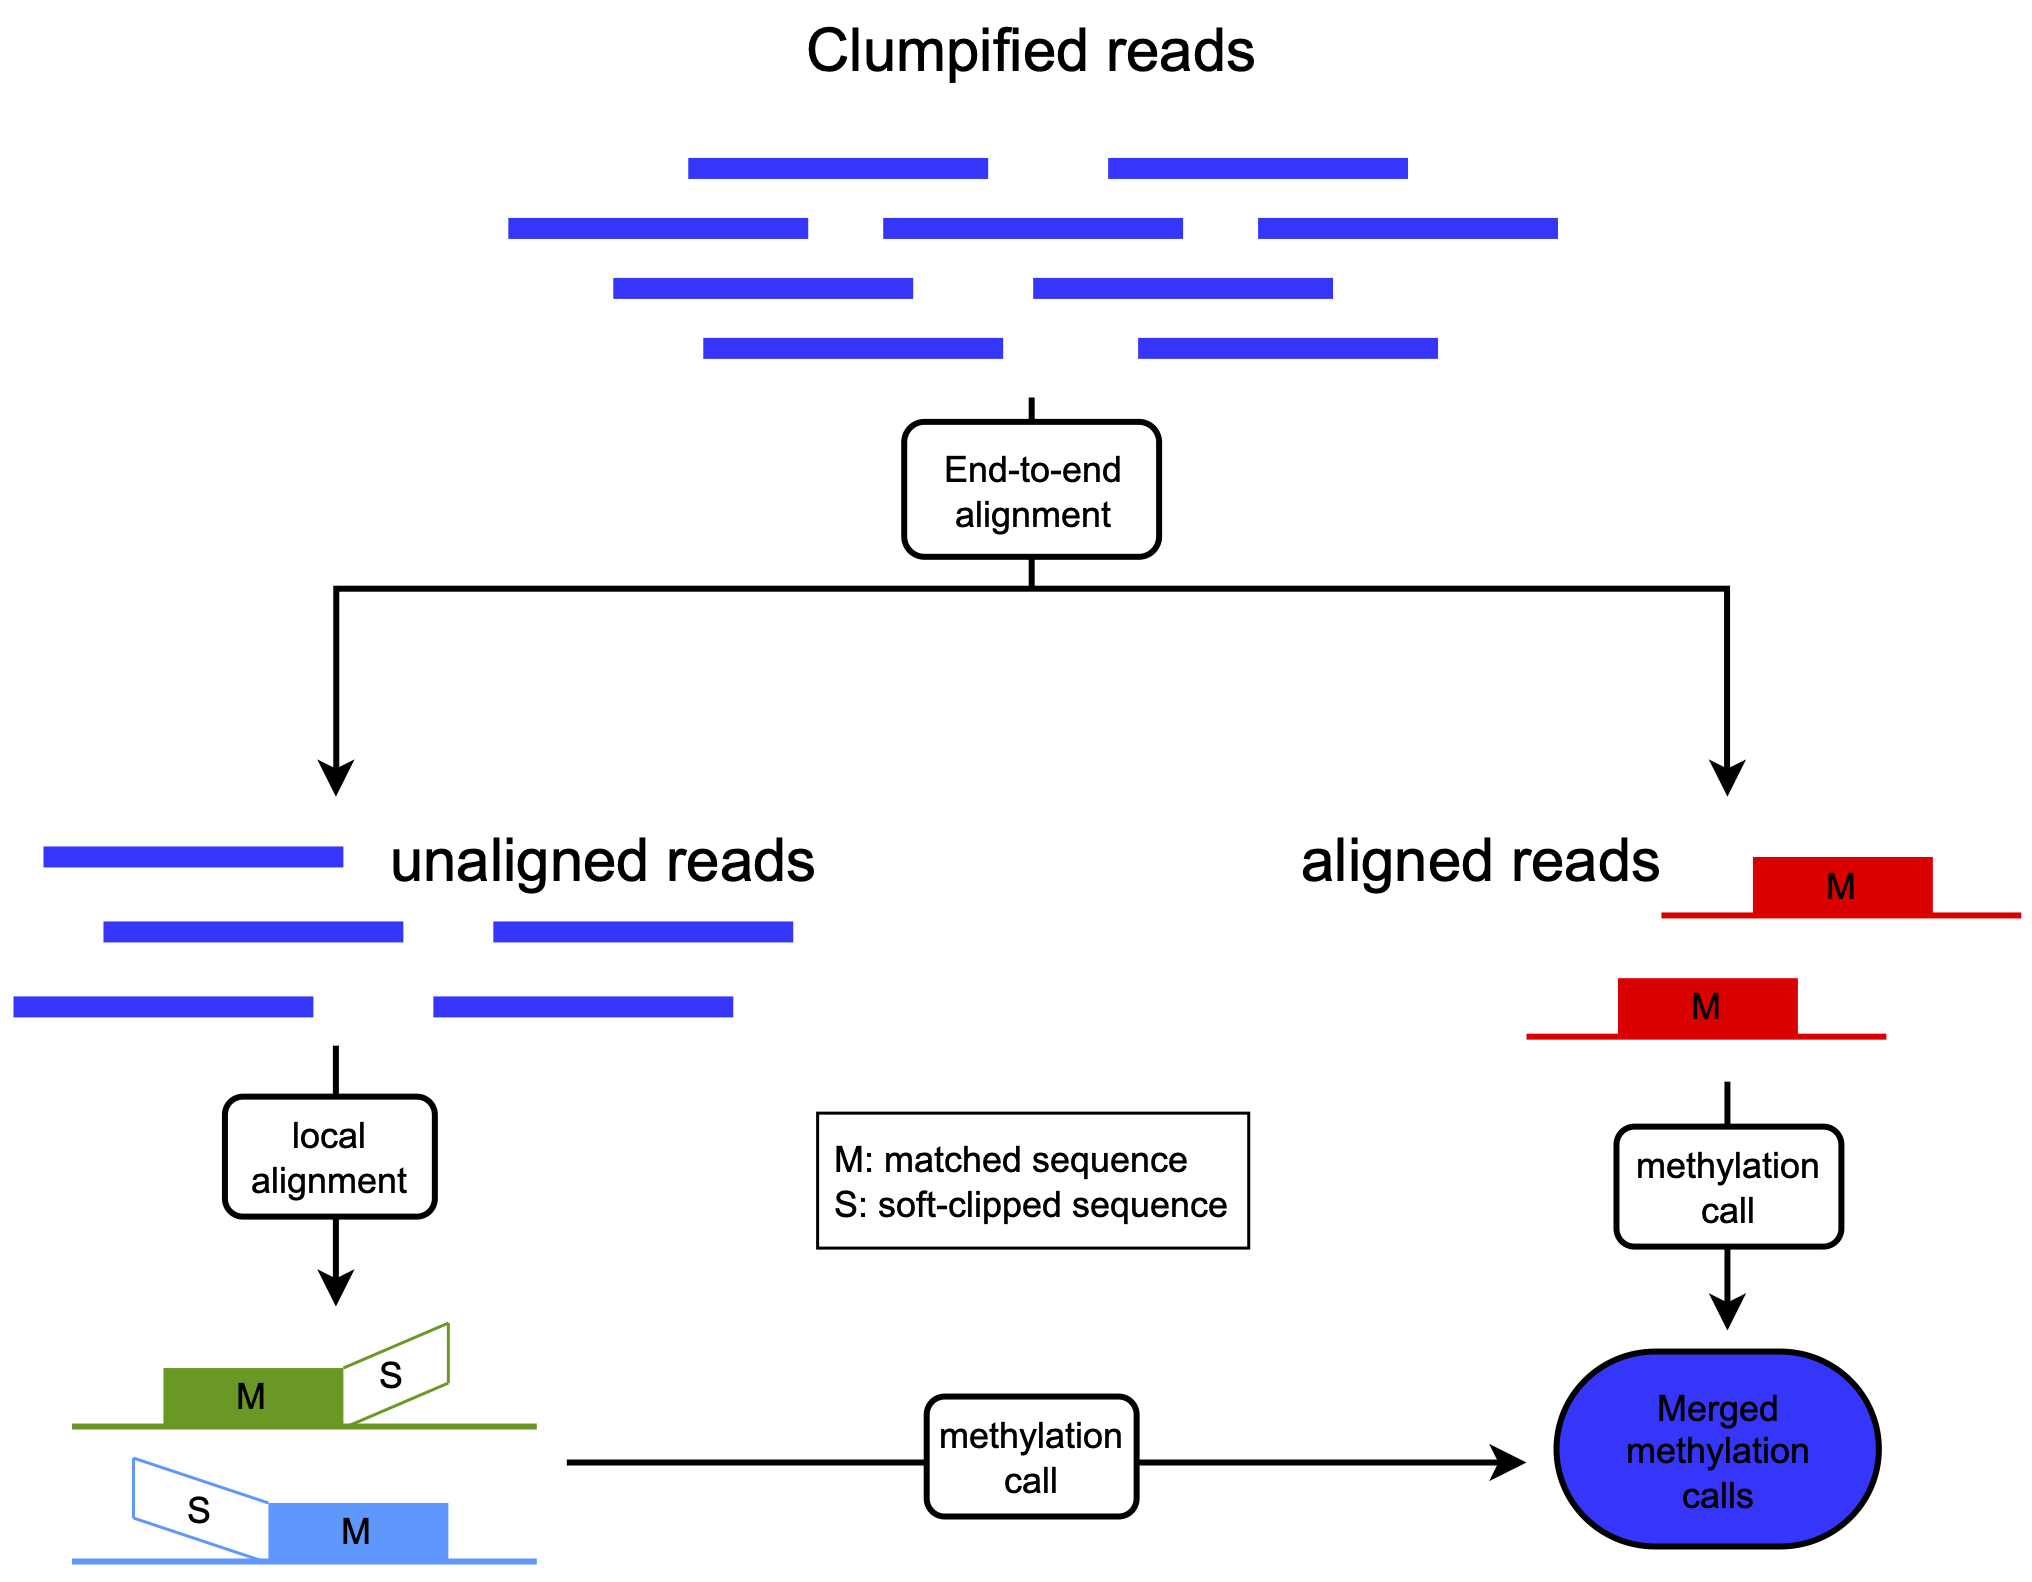 Clumpified reads
End-to-end
alignment
unaligned reads
aligned reads
M
M
local
alignment
M: matched sequence
S: soft-clipped sequence
methylation
call
M
S
S
M
methylation
call
Merged
methylation
calls